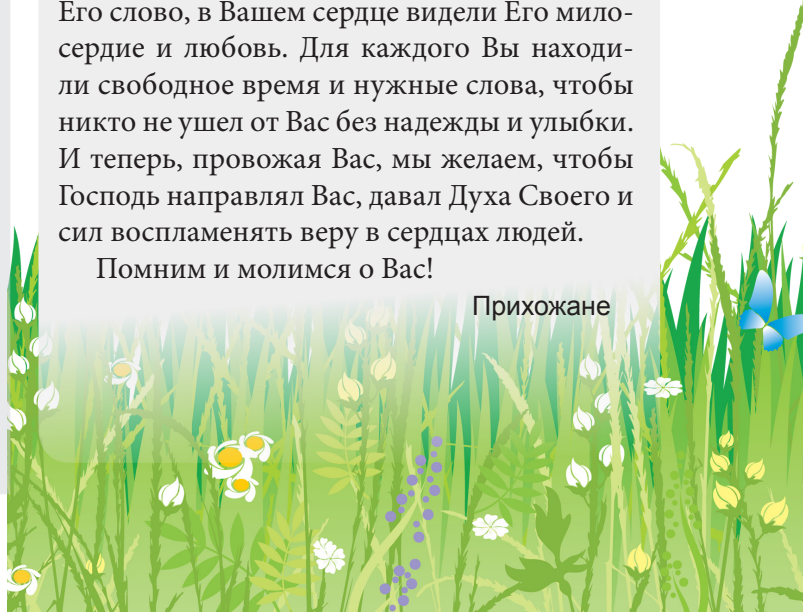 Его слово, в Вашем сердце видели Его мило-
сердие и любовь. Для каждого Вы находи-
ли свободное время и нужные слова, чтобы
никто не ушел от Вас без надежды и улыбки.
И теперь, провожая Вас, мы желаем, чтобы
Господь направлял Вас, давал Духа Своего и
сил воспламенять веру в сердцах людей.
Помним и молимся о Вас!
Прихожане